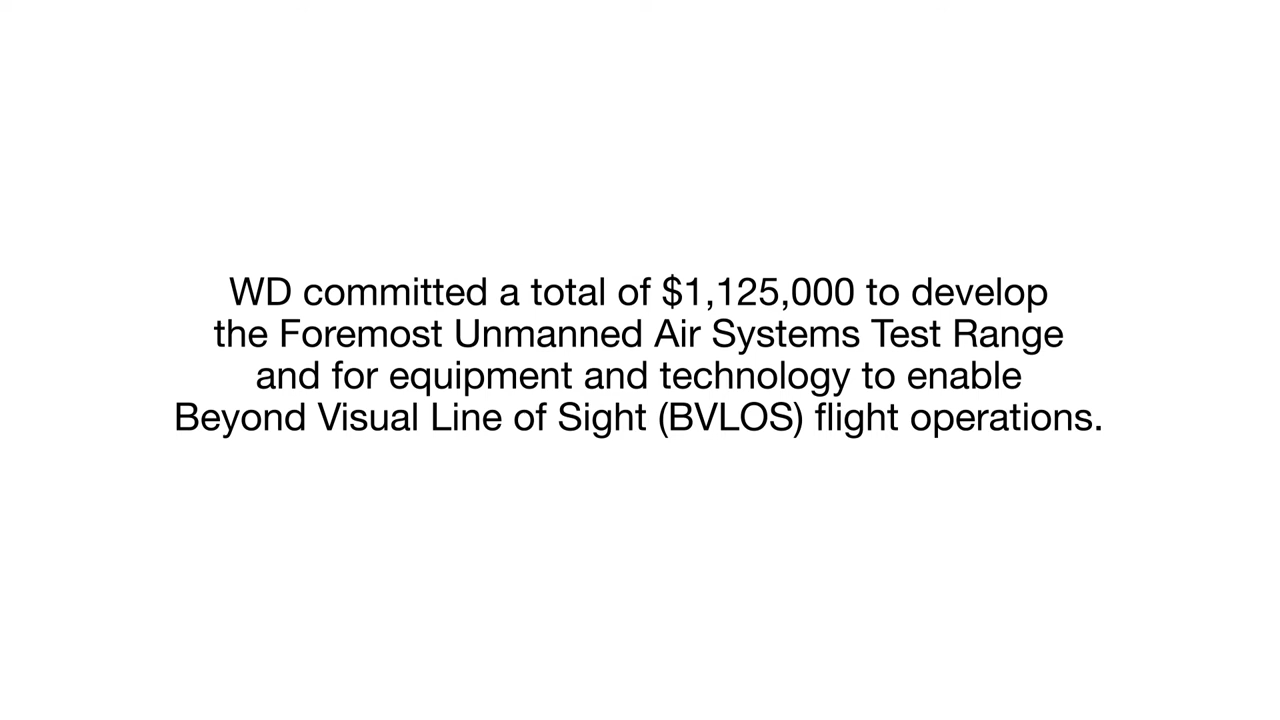 WD committed a total of $1,125,000 to develop
the Foremost Unmanned Air Systems Test Range
and for equipment and technology to enable
Beyond Visual Line of Sight (BVLOS) flight operations.